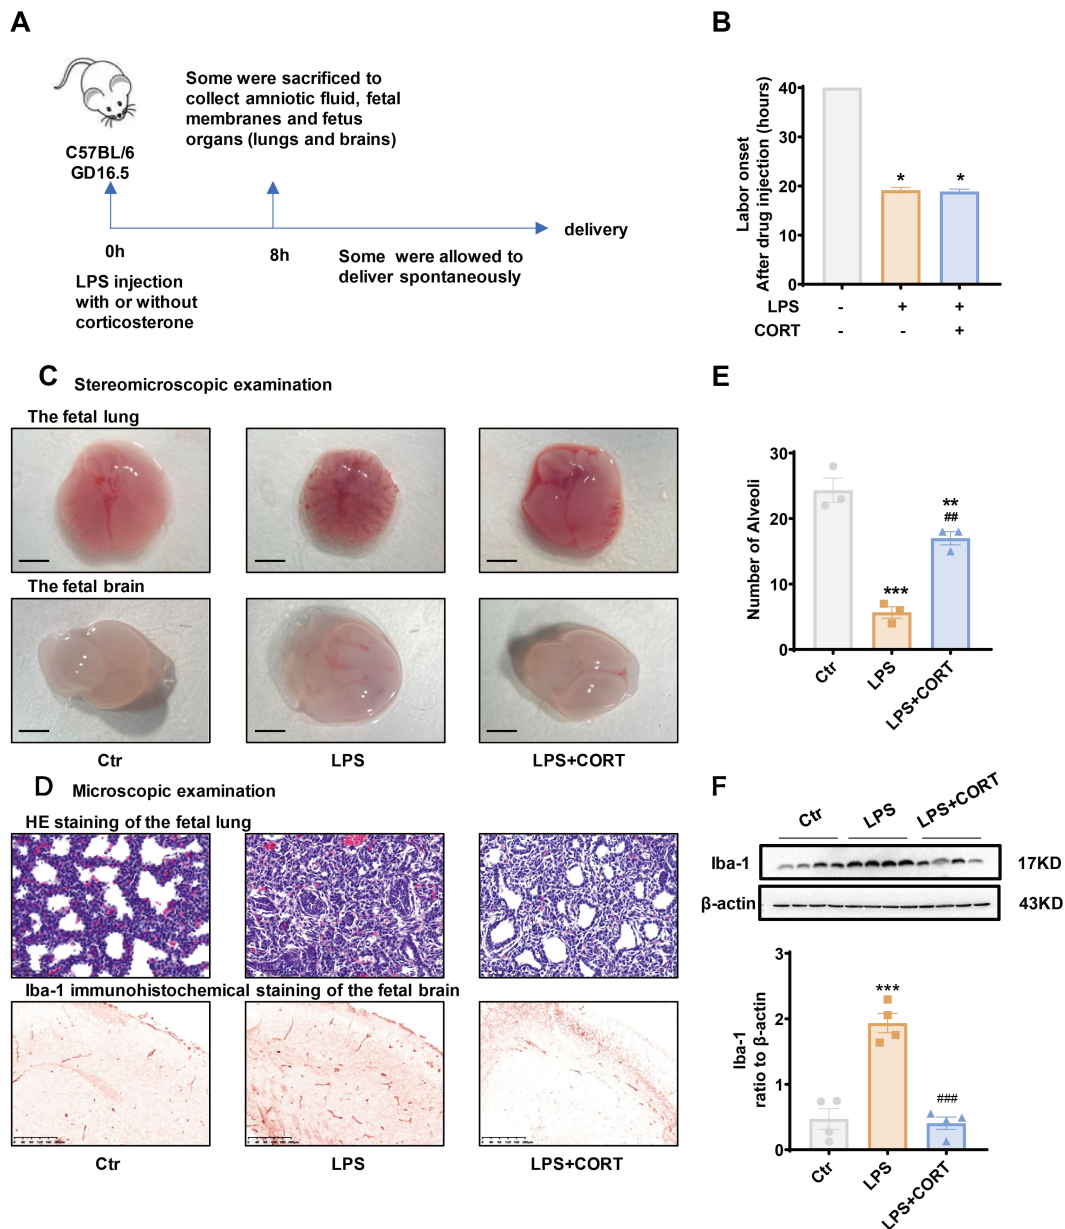 A
C57BL/6
GD16.5
Some were sacrificed to
collect amniotic fluid, fetal
membranes and fetus
organs (lungs and brains)
delivery
0h
8h
Some were allowed to
deliver spontaneously
LPS injection
with or without
corticosterone
B
Labor onset
After drug injection (hours)
40
30
20
10
0
* *
LPS - + +
CORT - - +
C Stereomicroscopic examination
The fetal lung
The fetal brain
Ctr LPS LPS+CORT
E
Number of Alveoli
30
20
10
0
***
**
##
Ctr LPS LPS+CORT
D Microscopic examination
HE staining of the fetal lung
Iba-1 immunohistochemical staining of the fetal brain
Ctr LPS LPS+CORT
F
Ctr LPS LPS+CORT
Iba-1 17KD
β-actin 43KD
Iba-1
ratio to β-actin
3
2
1
0
***
###
Ctr LPS LPS+CORT